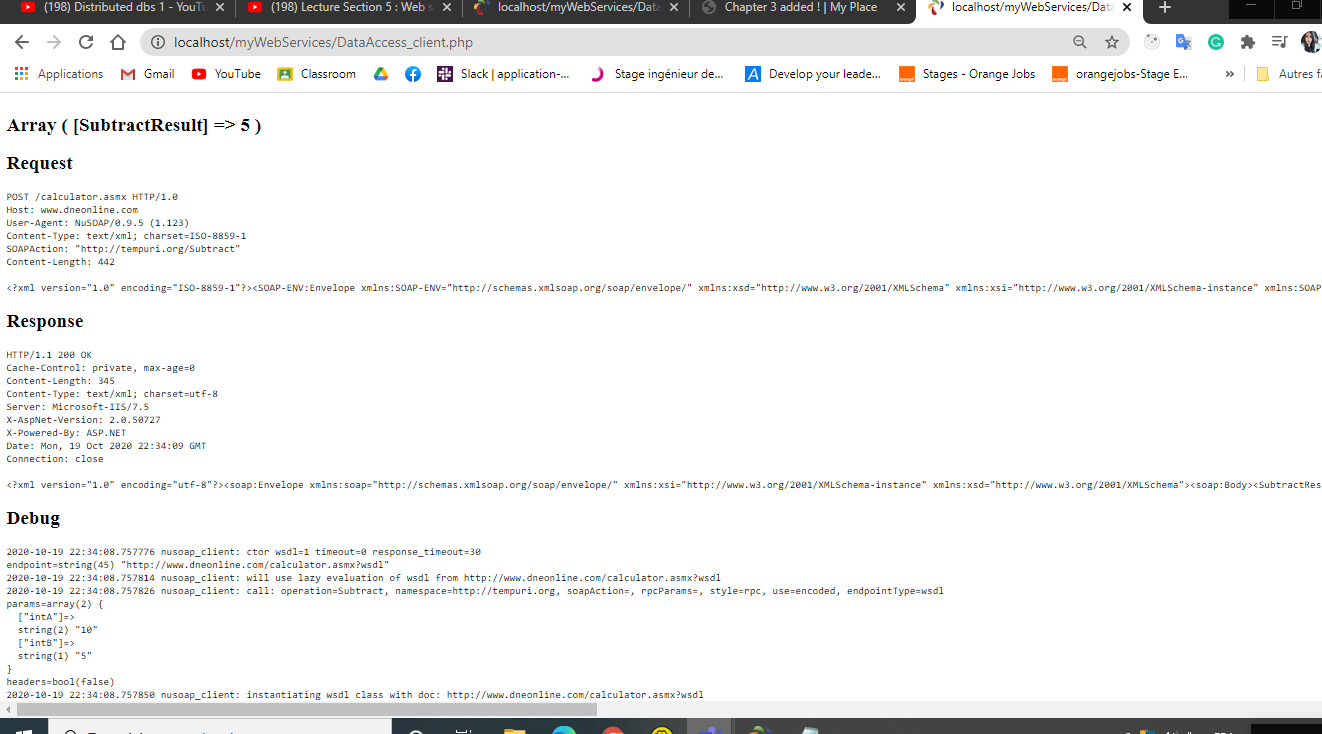 (198) Distributed dbs 1 - YouTu
(198) Lecture Section 5 : Web s
localhost/myWebServices/Data
Chapter 3 added ! | My Place
localhost/myWebServices/Data
localhost/myWebServices/DataAccess_client.php
Applications
Gmail
YouTube
Classroom
Slack | application-...
Stage ingénieur de...
Develop your leade...
Stages - Orange Jobs
orangejobs-Stage E...
»
Autres fa
Array ( [SubtractResult] => 5 )
Request
POST /calculator.asmx HTTP/1.0
Host: www.dneonline.com
User-Agent: NuSOAP/0.9.5 (1.123)
Content-Type: text/xml; charset=ISO-8859-1
SOAPAction: "http://tempuri.org/Subtract"
Content-Length: 442
<?xml version="1.0" encoding="ISO-8859-1"?><SOAP-ENV:Envelope xmlns:SOAP-ENV="http://schemas.xmlsoap.org/soap/envelope/" xmlns:xsd="http://www.w3.org/2001/XMLSchema" xmlns:xsi="http://www.w3.org/2001/XMLSchema-instance" xmlns:SOAP
Response
HTTP/1.1 200 OK
Cache-Control: private, max-age=0
Content-Length: 345
Content-Type: text/xml; charset=utf-8
Server: Microsoft-IIS/7.5
X-AspNet-Version: 2.0.50727
X-Powered-By: ASP.NET
Date: Mon, 19 Oct 2020 22:34:09 GMT
Connection: close
<?xml version="1.0" encoding="utf-8"?><soap:Envelope xmlns:soap="http://schemas.xmlsoap.org/soap/envelope/" xmlns:xsi="http://www.w3.org/2001/XMLSchema-instance" xmlns:xsd="http://www.w3.org/2001/XMLSchema"><soap:Body><SubtractRes
Debug
2020-10-19 22:34:08.757776 nusoap_client: ctor wsdl=1 timeout=0 response_timeout=30
endpoint=string(45) "http://www.dneonline.com/calculator.asmx?wsdl"
2020-10-19 22:34:08.757814 nusoap_client: will use lazy evaluation of wsdl from http://www.dneonline.com/calculator.asmx?wsdl
2020-10-19 22:34:08.757826 nusoap_client: call: operation=Subtract, namespace=http://tempuri.org, soapAction=, rpcParams=, style=rpc, use=encoded, endpointType=wsdl
params=array(2) {
["intA"]=>
string(2) "10"
["intB"]=>
string(1) "5"
}
headers=bool(false)
2020-10-19 22:34:08.757850 nusoap_client: instantiating wsdl class with doc: http://www.dneonline.com/calculator.asmx?wsdl